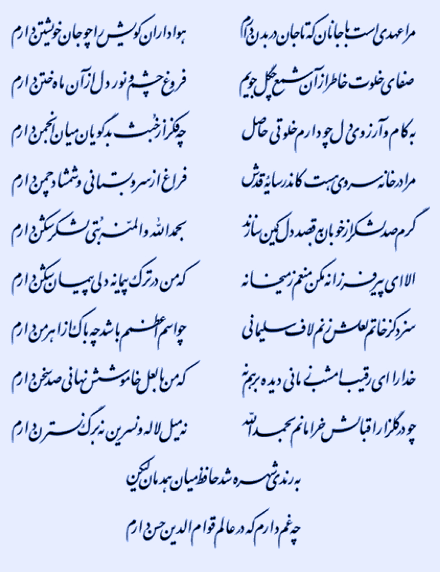 مرا عهدی است با جانان که تا جان در بدن دارم هواداران کویش را چو جان خویشتن دارم
صفای خلوت خاطر از آن شمع چگل جویم فروغ چشم و نور دل از آن ماه ختن دارم
به کام و آرزوی دل چو دارم خلوتی حاصل چه فکر از خبث بدگویان میان انجمن دارم
مرا در خانه سروی هست کاندر سایهٔ قدش فراغ از سرو بستانی و شمشاد چمن دارم
گرم صد لشکر از خوبان به قصد دل کمین سازند بحمد الله و المنه بتی لشکر شکن دارم
الا ای پیر فرزانه مکن منعم ز میخانه که من در ترک پیمانه دلی پیمان شکن دارم
سزد کز خاتم لعلش زنم لاف سلیمانی چو اسم اعظمم باشد چه باک از اهرمن دارم
خدا را ای رقیب امشب زمانی دیده بر هم نه که من با لعل خاموشش نهانی صد سخن دارم
چو در گلزار اقبالش خرامانم بحمد الله نه میل لاله و نسرین نه برگ نسترن دارم
به رندی شهره شد حافظ میان همدمان لیکن
چه غم دارم که در عالم قوام الدین حسن دارم